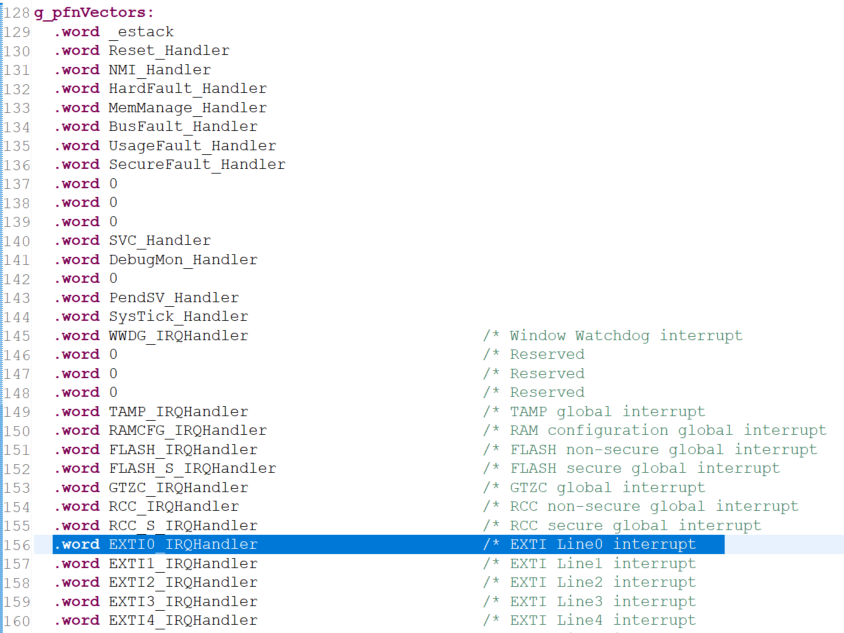 128 g_pfnVectors:
129 .word _estack
130 .word Reset_Handler
131 .word NMI_Handler
132 .word HardFault_Handler
133 .word MemManage_Handler
134 .word BusFault_Handler
135 .word UsageFault_Handler
136 .word SecureFault_Handler
137 .word 0
138 .word 0
139 .word 0
140 .word SVC_Handler
141 .word DebugMon_Handler
142 .word 0
143 .word PendSV_Handler
144 .word SysTick_Handler
145 .word WWDG_IRQHandler /* Window Watchdog interrupt
146 .word 0 /* Reserved
147 .word 0 /* Reserved
148 .word 0 /* Reserved
149 .word TAMP_IRQHandler /* TAMP global interrupt
150 .word RAMCFG_IRQHandler /* RAM configuration global interrupt
151 .word FLASH_IRQHandler /* FLASH non-secure global interrupt
152 .word FLASH_S_IRQHandler /* FLASH secure global interrupt
153 .word GTZC_IRQHandler /* GTZC global interrupt
154 .word RCC_IRQHandler /* RCC non-secure global interrupt
155 .word RCC_S_IRQHandler /* RCC secure global interrupt
156 .word EXTI0_IRQHandler /* EXTI Line0 interrupt
157 .word EXTI1_IRQHandler /* EXTI Line1 interrupt
158 .word EXTI2_IRQHandler /* EXTI Line2 interrupt
159 .word EXTI3_IRQHandler /* EXTI Line3 interrupt
160 .word EXTI4_IRQHandler /* EXTI Line4 interrupt